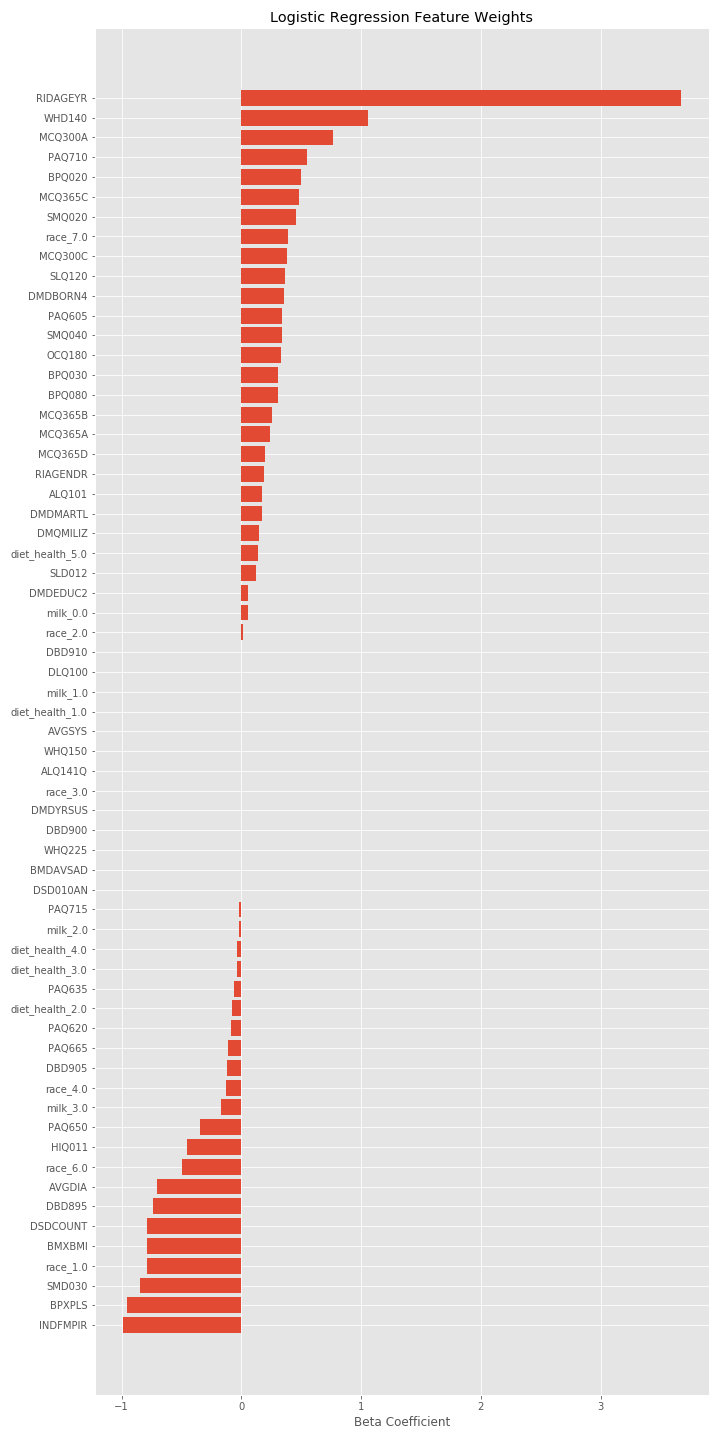 Logistic Regression Feature Weights
RIDAGEYR
WHD140
MCQ300A
PAQ710
BPQ020
MCQ365C
SMQ020
race_7.0
MCQ300C
SLQ120
DMDBORN4
PAQ605
SMQ040
OCQ180
BPQ030
BPQ080
MCQ365B
MCQ365A
MCQ365D
RIAGENDR
ALQ101
DMDMARTL
DMQMILIZ
diet_health_5.0
SLD012
DMDEDUC2
milk_0.0
race_2.0
DBD910
DLQ100
milk_1.0
diet_health_1.0
AVGSYS
WHQ150
ALQ141Q
race_3.0
DMDYRSUS
DBD900
WHQ225
BMDAVSAD
DSD010AN
PAQ715
milk_2.0
diet_health_4.0
diet_health_3.0
PAQ635
diet_health_2.0
PAQ620
PAQ665
DBD905
race_4.0
milk_3.0
PAQ650
HIQ011
race_6.0
AVGDIA
DBD895
DSDCOUNT
BMXBMI
race_1.0
SMD030
BPXPLS
INDFMPIR
−1 0 1 2 3
Beta Coefficient